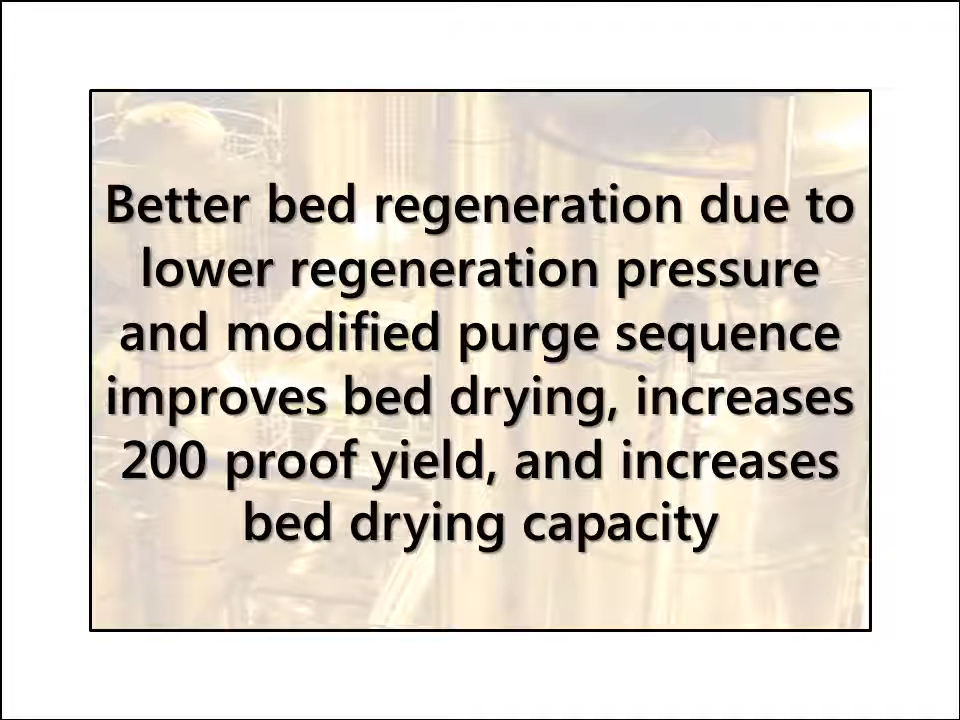 Better bed regeneration due to
lower regeneration pressure
and modified purge sequence
improves bed drying, increases
200 proof yield, and increases
bed drying capacity